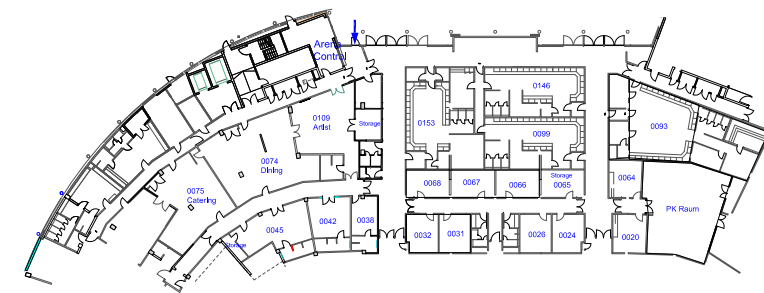 Arena
Control
0146
0109
Artist
0153
Storage
0099
0093
0074
Dining
Storage
0075
Catering
0068
0067
0066
0065
0064
PK Raum
0045
0042
0038
0032
0031
0026
0024
0020
Storage